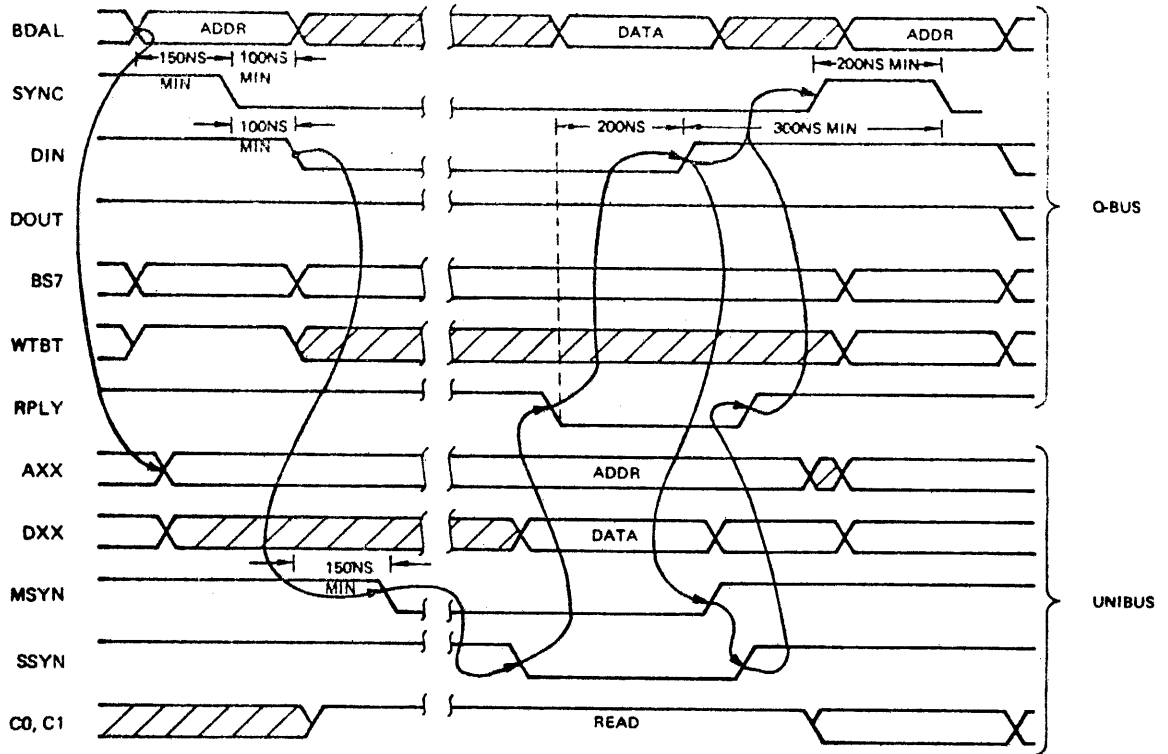 BDAL ADDR DATA ADDR
150NS 100NS 200NS MIN
MIN MIN
SYNC
100NS 200NS 300NS MIN
MIN
DIN
DOUT Q-BUS
BS7
WTBT
RPLY
AXX ADDR
DXX DATA
150NS
MIN
MSYN UNIBUS
SSYN
C0, C1 READ